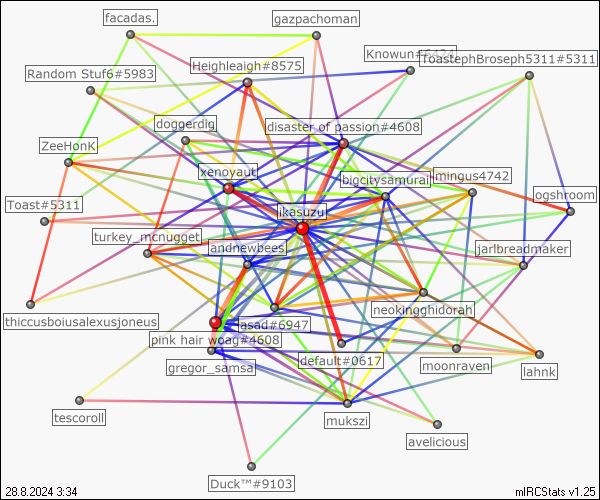 facadas.
gazpachoman
Knowun#6424
ToastephBroseph5311#5311
Heighleaigh#8575
Random Stuf6#5983
doggerdig
disaster of passion#4608
ZeeHonK
xenoyaut
bigcitysamurai
mingus4742
ogshroom
Toast#5311
ikasuzu
turkey_mcnugget
andnewbees
jarlbreadmaker
thiccusboiusalexusjoneus
asad#6947
neokingghidorah
pink hair woag#4608
default#0617
gregor_samsa
moonraven
lahnk
tescoroll
mukszi
avelicious
Duck™#9103
28.8.2024 3:34
mIRCStats v1.25